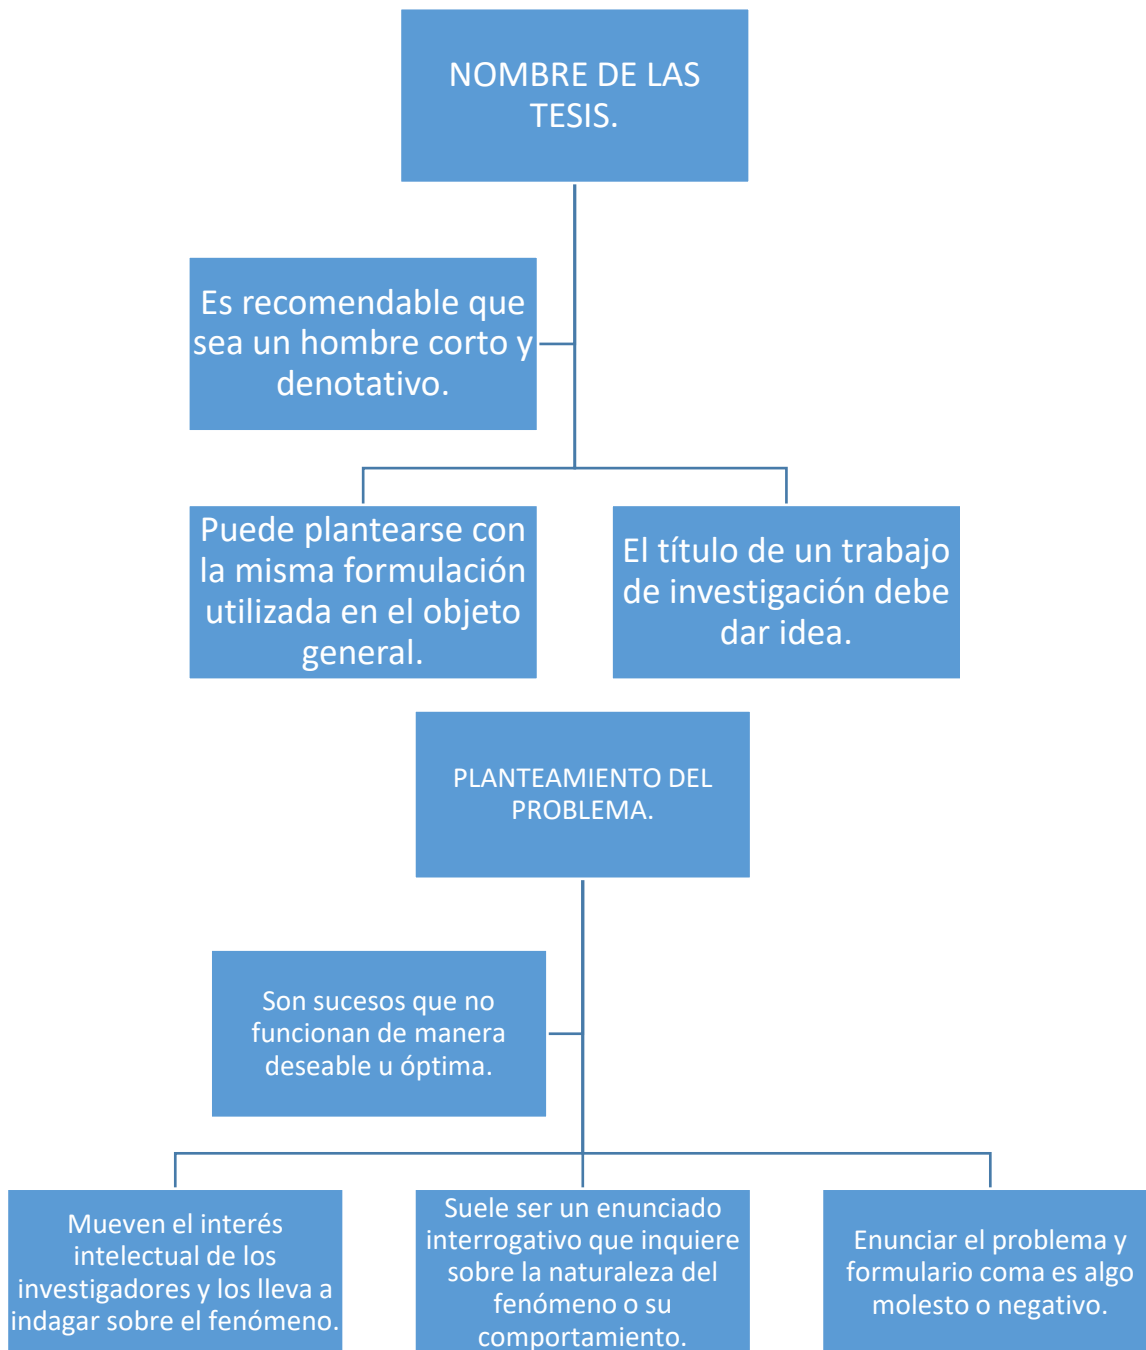 NOMBRE DE LAS
TESIS.
Es recomendable que
sea un hombre corto y
denotativo.
Puede plantearse con
la misma formulación
utilizada en el objeto
general.
El título de un trabajo
de investigación debe
dar idea.
PLANTEAMIENTO DEL
PROBLEMA.
Son sucesos que no
funcionan de manera
deseable u óptima.
Mueven el interés
intelectual de los
investigadores y los lleva a
indagar sobre el fenómeno.
Suele ser un enunciado
interrogativo que inquiere
sobre la naturaleza del
fenómeno o su
comportamiento.
Enunciar el problema y
formulario coma es algo
molesto o negativo.